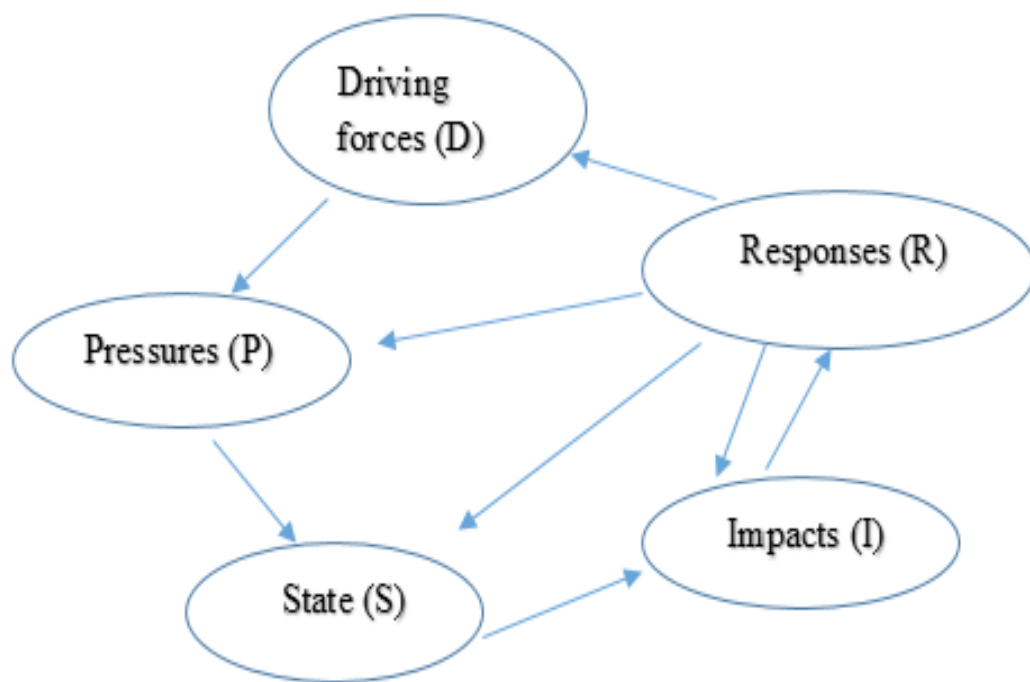 Driving
forces (D)
Responses (R)
Pressures (P)
Impacts (I)
State (S)